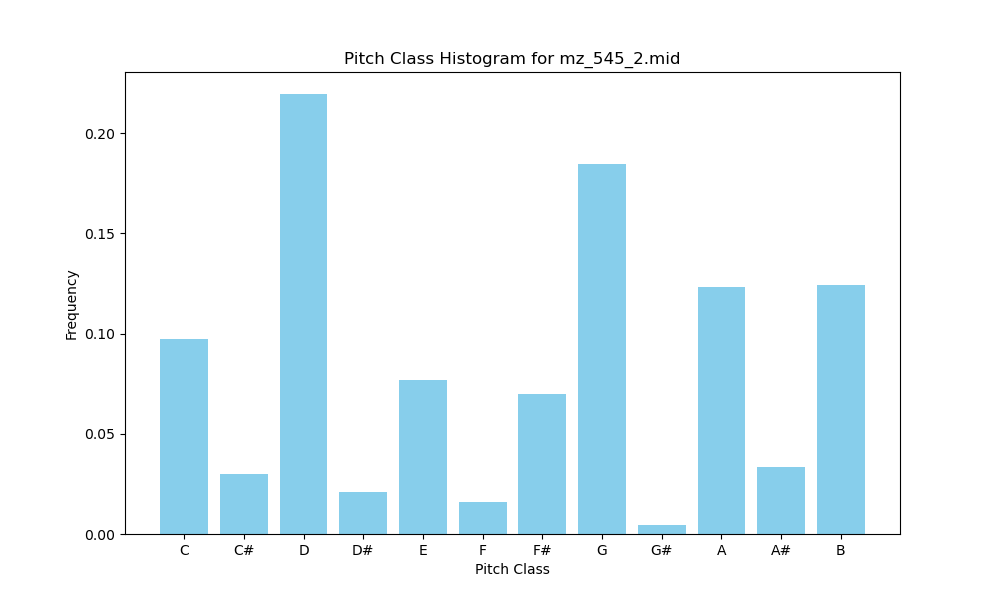 Pitch Class Histogram for mz_545_2.mid
0.20
0.15
0.10
0.05
0.00
Frequency
C C# D D# E F F# G G# A A# B
Pitch Class